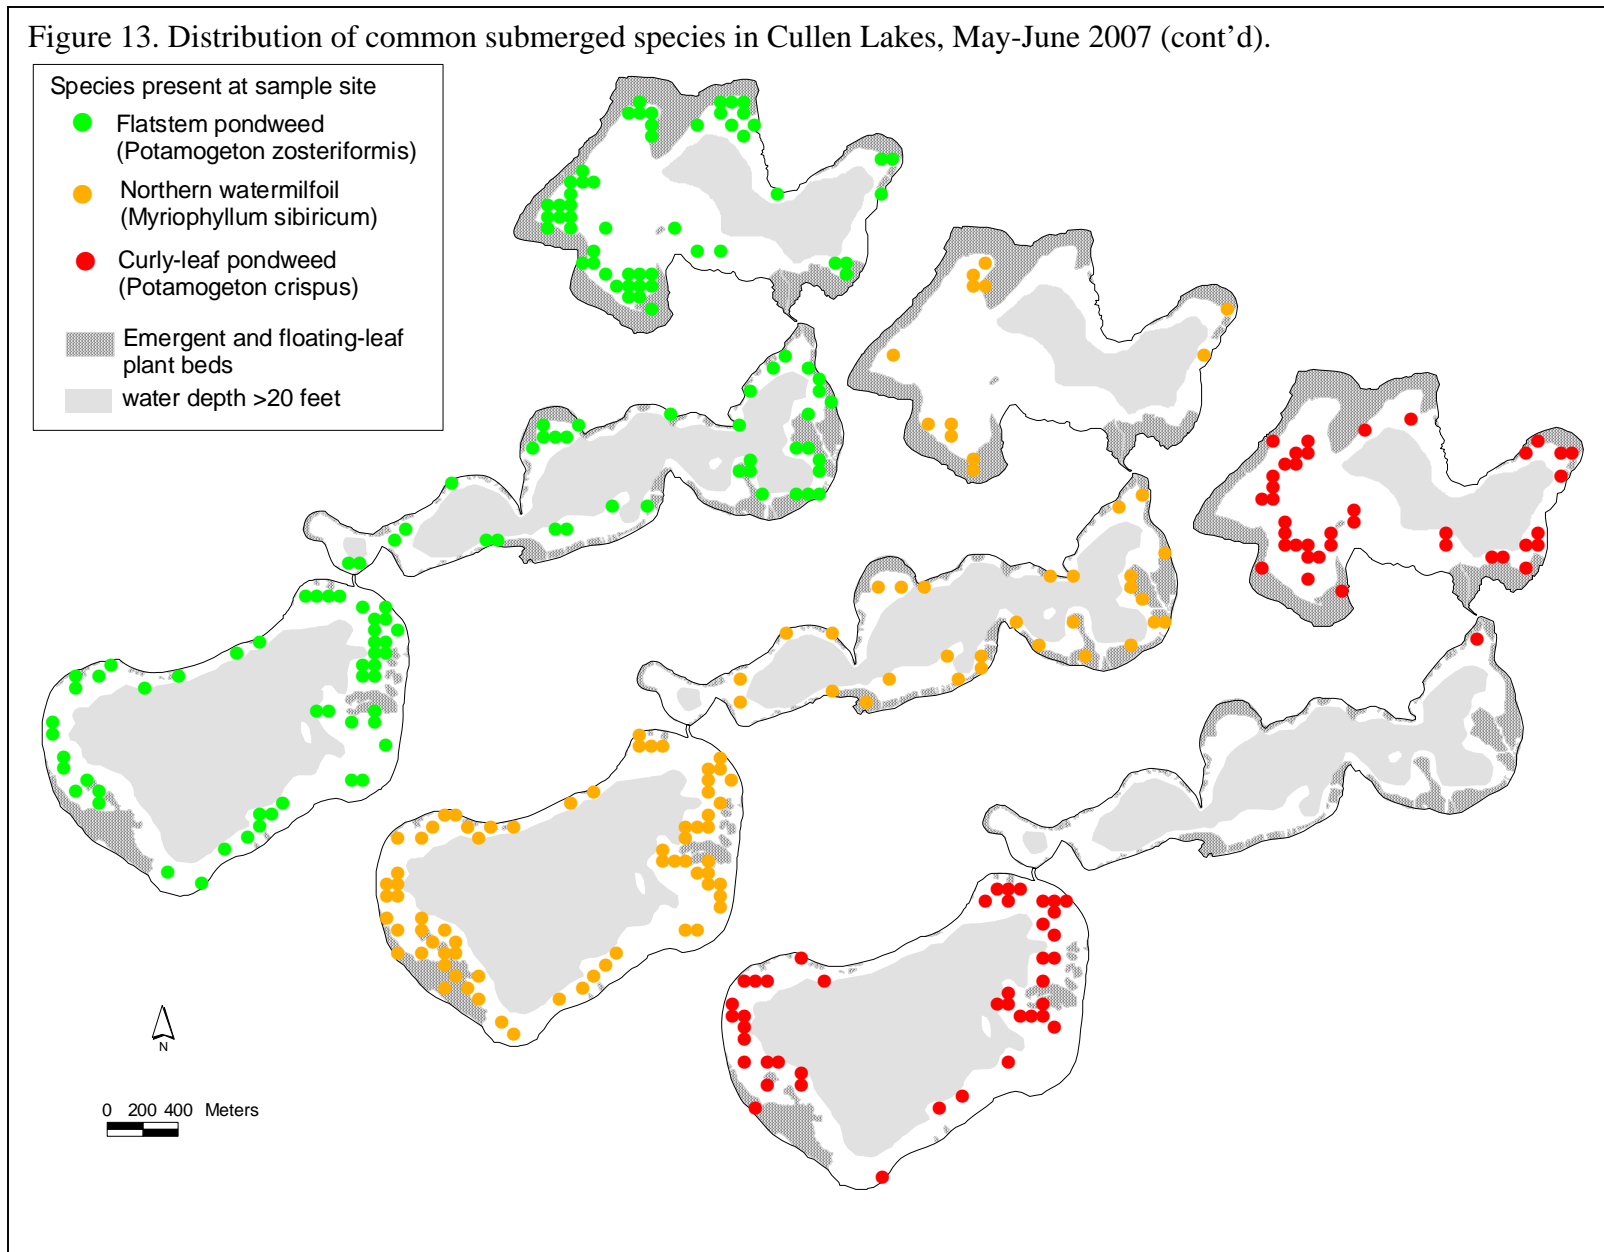 Figure 13. Distribution of common submerged species in Cullen Lakes, May-June 2007 (cont'd).
Species present at sample site
Flatstem pondweed
(Potamogeton zosteriformis)
Northern watermilfoil
(Myriophyllum sibiricum)
Curly-leaf pondweed
(Potamogeton crispus)
Emergent and floating-leaf
plant beds
water depth >20 feet
N
0 200 400 Meters